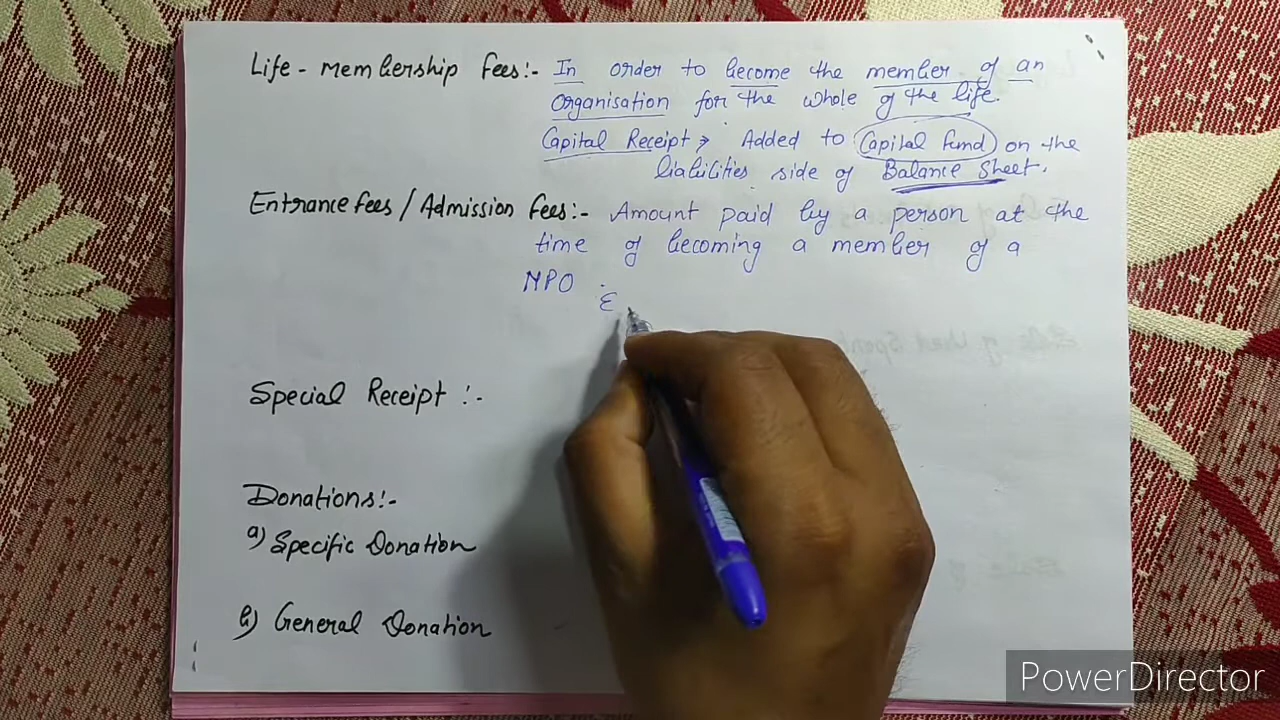 Life - Membership Fees:- In order to become the member of an
Organisation for the whole of the life.
Capital Receipt → Added to Capital Fund on the
liabilities side of Balance Sheet.
Entrance fees / Admission Fees:- Amount paid by a person at the
time of becoming a member of a
NPO.
Special Receipt :-
Donations:-
a) Specific Donation
b) General Donation
PowerDirector